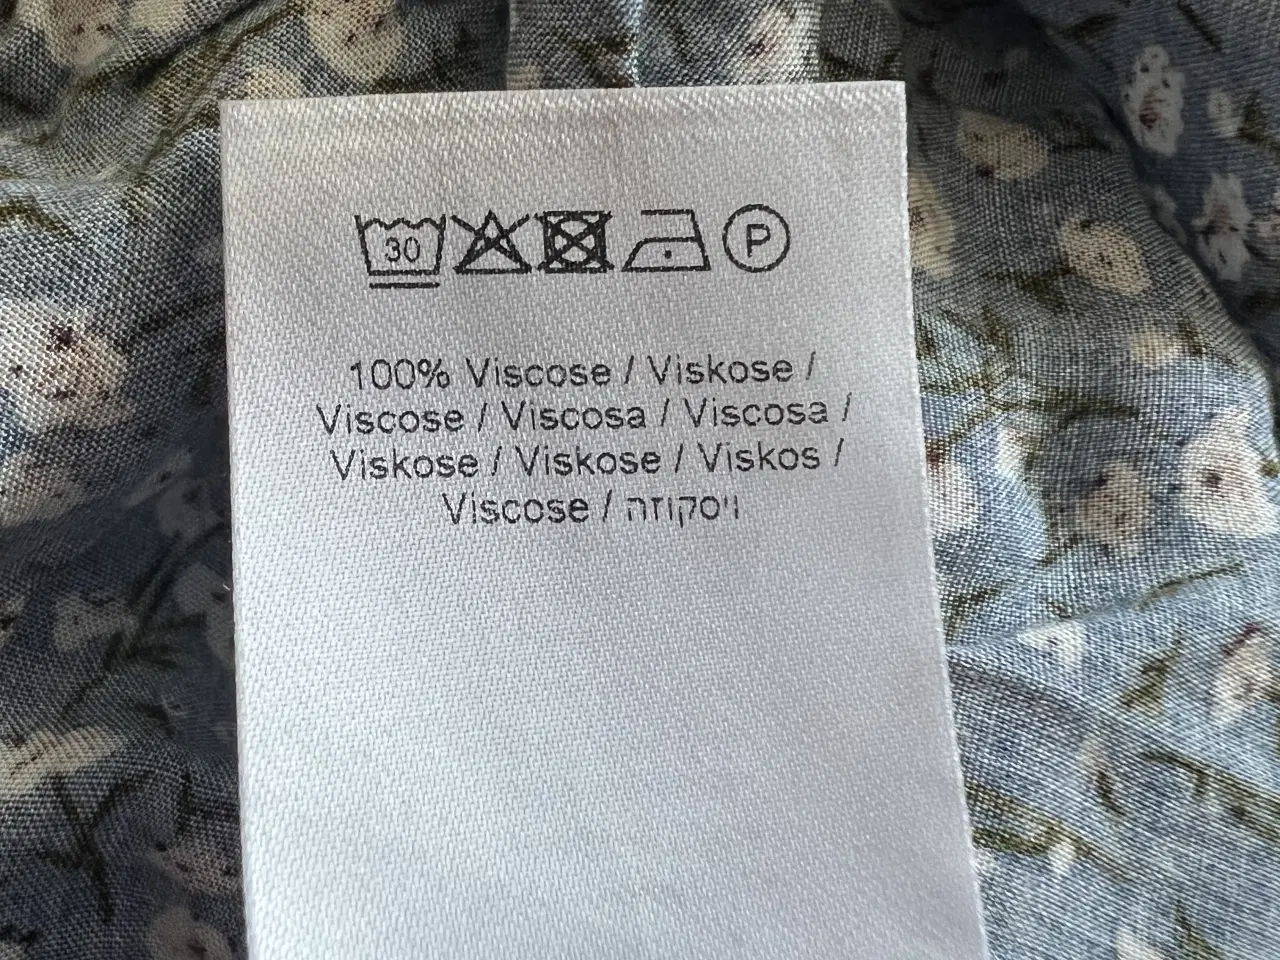 30 P
100% Viscose / Viskose /
Viscose / Viscosa / Viscosa /
Viskose / Viskose / Viskos /
Viscose / ויסקוזה